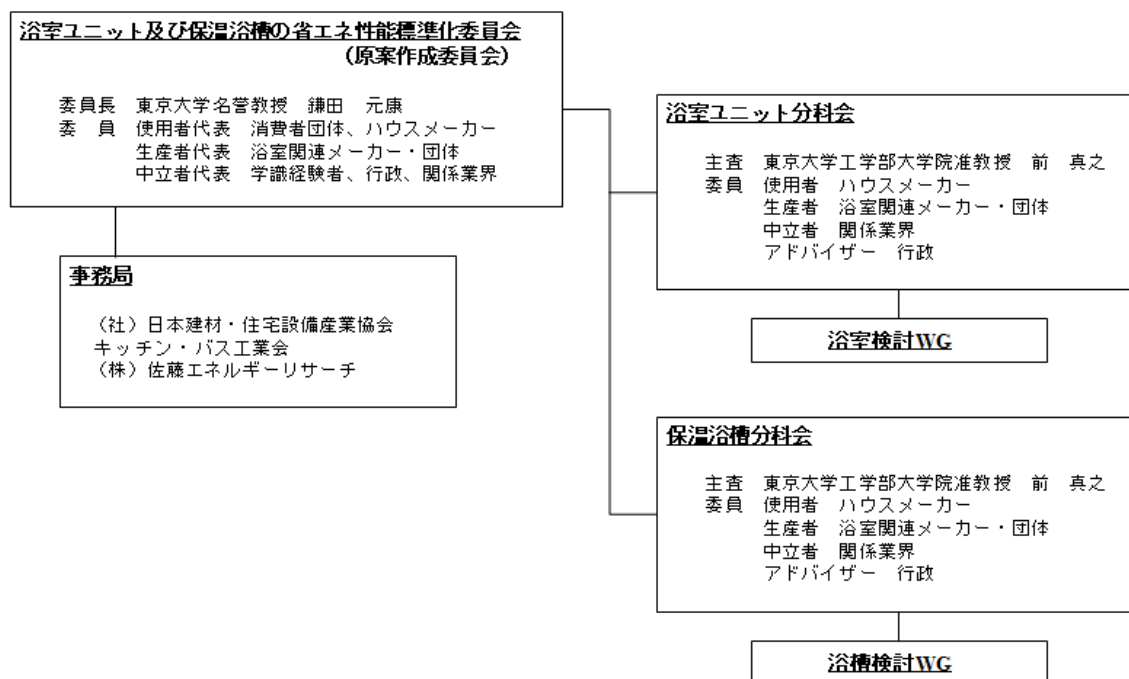 浴室ユニット及び保温浴槽の省エネ性能標準化委員会
（原案作成委員会）
委員長　東京大学名誉教授　鎌田　元康
委　員　使用者代表　消費者団体、ハウスメーカー
生産者代表　浴室関連メーカー・団体
中立者代表　学識経験者、行政、関係業界
事務局
（社）日本建材・住宅設備産業協会
キッチン・バス工業会
（株）佐藤エネルギーリサーチ
浴室ユニット分科会
主査　東京大学工学部大学院准教授　前　真之
委員　使用者　ハウスメーカー
生産者　浴室関連メーカー・団体
中立者　関係業界
アドバイザー　行政
浴室検討WG
保温浴槽分科会
主査　東京大学工学部大学院准教授　前　真之
委員　使用者　ハウスメーカー
生産者　浴室関連メーカー・団体
中立者　関係業界
アドバイザー　行政
浴槽検討WG